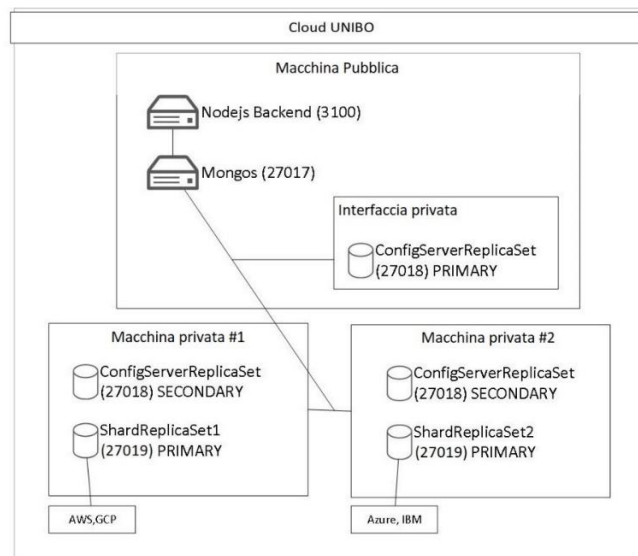 Cloud UNIBO
Macchina Pubblica
Nodejs Backend (3100)
Mongos (27017)
Interfaccia privata
ConfigServerReplicaSet
(27018) PRIMARY
Macchina privata #1
ConfigServerReplicaSet
(27018) SECONDARY
ShardReplicaSet1
(27019) PRIMARY
AWS,GCP
Macchina privata #2
ConfigServerReplicaSet
(27018) SECONDARY
ShardReplicaSet2
(27019) PRIMARY
Azure, IBM